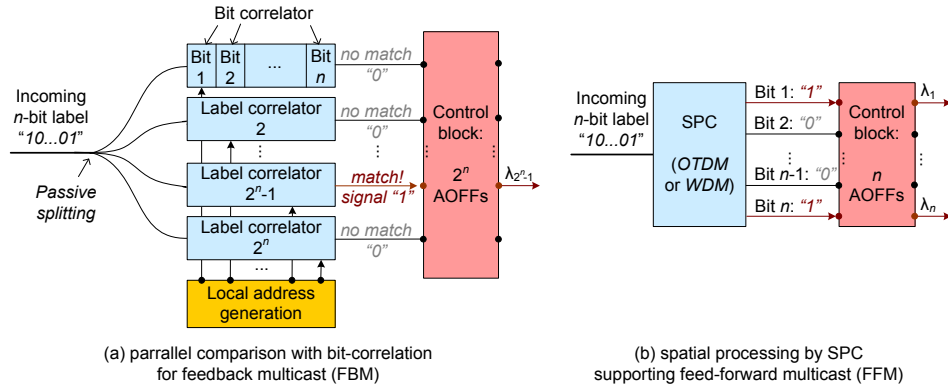 Bit correlator
Bit 1
Bit 2
...
Bit n
no match
"0"
Incoming
n-bit label
"10...01"
Passive
splitting
Label correlator
2
no match
"0"
...
...
Label correlator
2ⁿ-1
match!
signal "1"
Label correlator
2ⁿ
no match
"0"
...
Local address
generation
Control
block:
...
...
2ⁿ
AOFFs
λ2ⁿ-1
(a) parrallel comparison with bit-correlation
for feedback multicast (FBM)
Incoming
n-bit label
"10...01"
SPC
(OTDM
or WDM)
Bit 1: "1"
Bit 2: "0"
...
...
Bit n-1: "0"
Bit n: "1"
Control
block:
...
...
n
AOFFs
λ1
λn
(b) spatial processing by SPC
supporting feed-forward multicast (FFM)